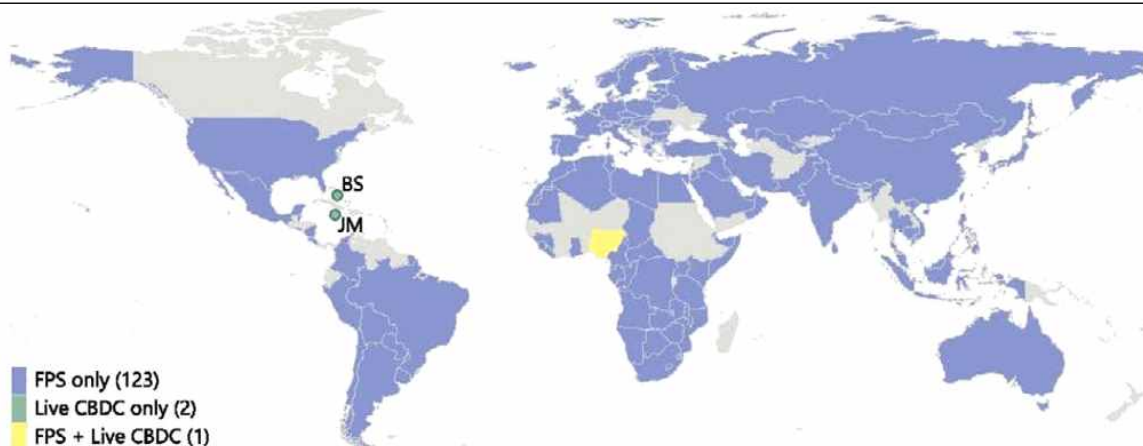 BS
JM
FPS only (123)
Live CBDC only (2)
FPS + Live CBDC (1)